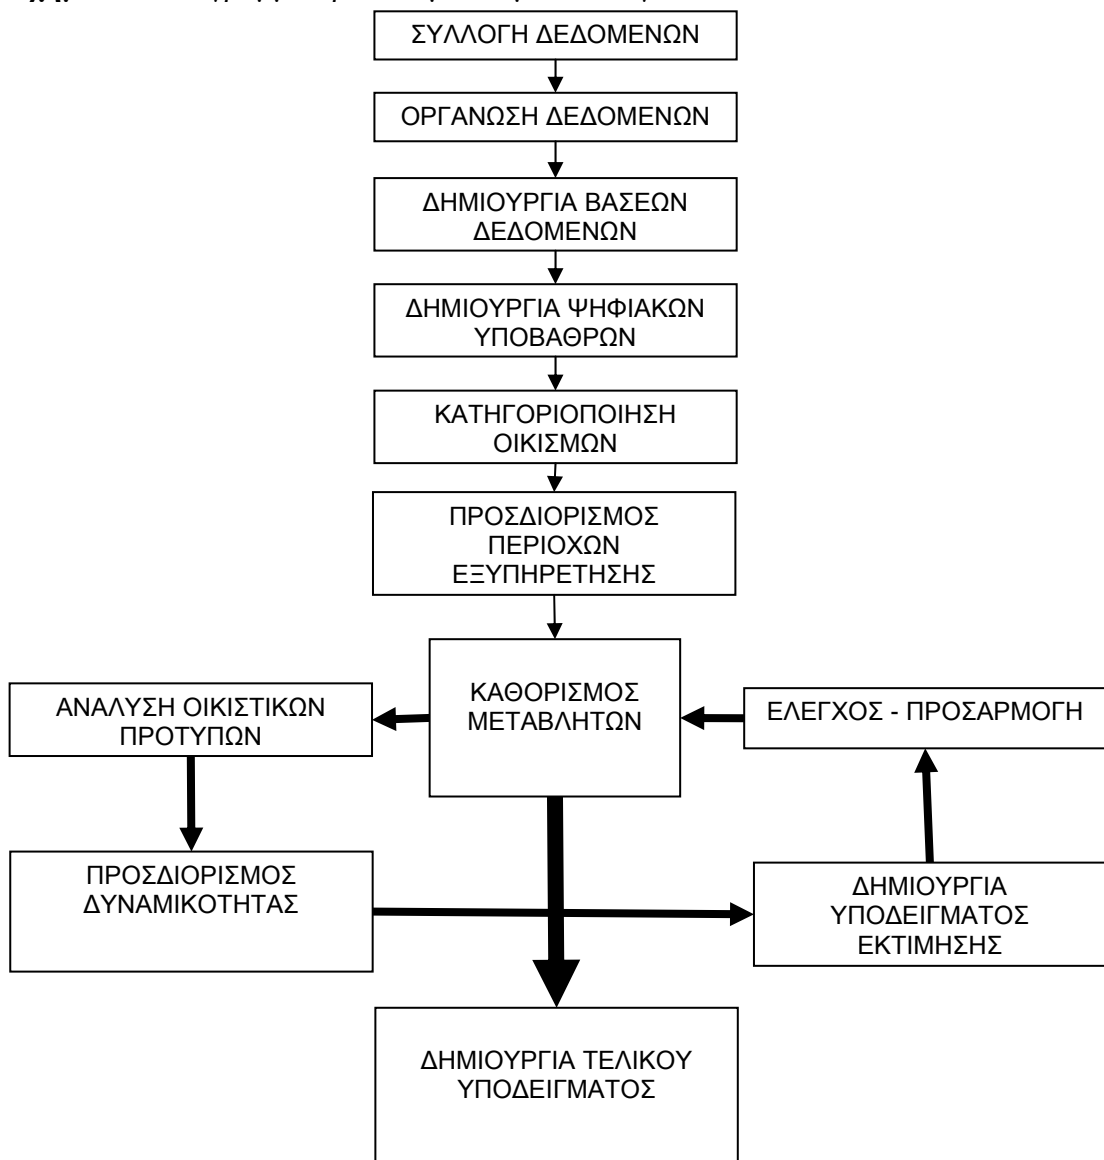 ΣΥΛΛΟΓΗ ΔΕΔΟΜΕΝΩΝ
ΟΡΓΑΝΩΣΗ ΔΕΔΟΜΕΝΩΝ
ΔΗΜΙΟΥΡΓΙΑ ΒΑΣΕΩΝ
ΔΕΔΟΜΕΝΩΝ
ΔΗΜΙΟΥΡΓΙΑ ΨΗΦΙΑΚΩΝ
ΥΠΟΒΑΘΡΩΝ
ΚΑΤΗΓΟΡΙΟΠΟΙΗΣΗ
ΟΙΚΙΣΜΩΝ
ΠΡΟΣΔΙΟΡΙΣΜΟΣ
ΠΕΡΙΟΧΩΝ
ΕΞΥΠΗΡΕΤΗΣΗΣ
ΚΑΘΟΡΙΣΜΟΣ
ΜΕΤΑΒΛΗΤΩΝ
ΑΝΑΛΥΣΗ ΟΙΚΙΣΤΙΚΩΝ
ΠΡΟΤΥΠΩΝ
ΕΛΕΓΧΟΣ - ΠΡΟΣΑΡΜΟΓΗ
ΠΡΟΣΔΙΟΡΙΣΜΟΣ
ΔΥΝΑΜΙΚΟΤΗΤΑΣ
ΔΗΜΙΟΥΡΓΙΑ
ΥΠΟΔΕΙΓΜΑΤΟΣ
ΕΚΤΙΜΗΣΗΣ
ΔΗΜΙΟΥΡΓΙΑ ΤΕΛΙΚΟΥ
ΥΠΟΔΕΙΓΜΑΤΟΣ